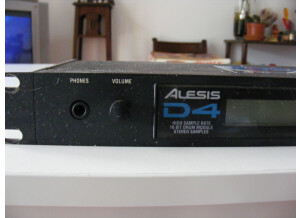 PHONES
VOLUME
ALESIS
D4
HIGH SAMPLE RATE
16 BIT DRUM MODULE
STEREO SAMPLES